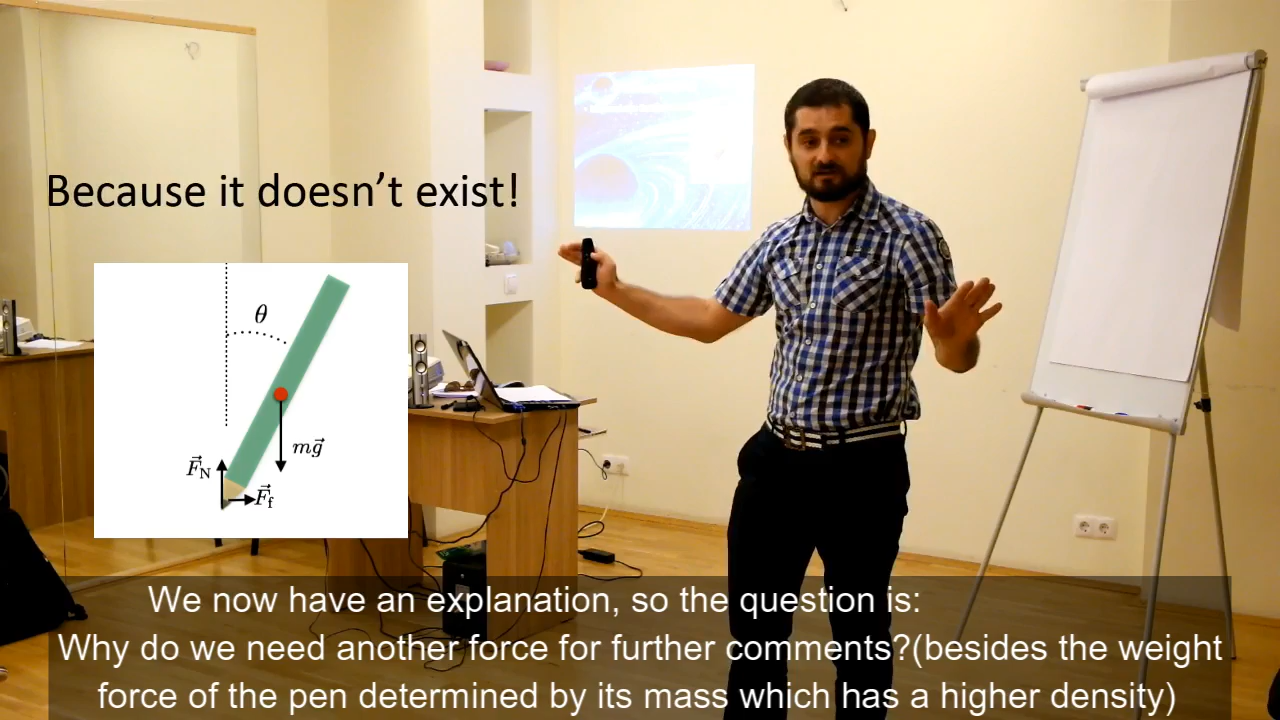 Because it doesn’t exist!
θ
mg⃗
F⃗N
F⃗f
We now have an explanation, so the question is:
Why do we need another force for further comments?(besides the weight
force of the pen determined by its mass which has a higher density)